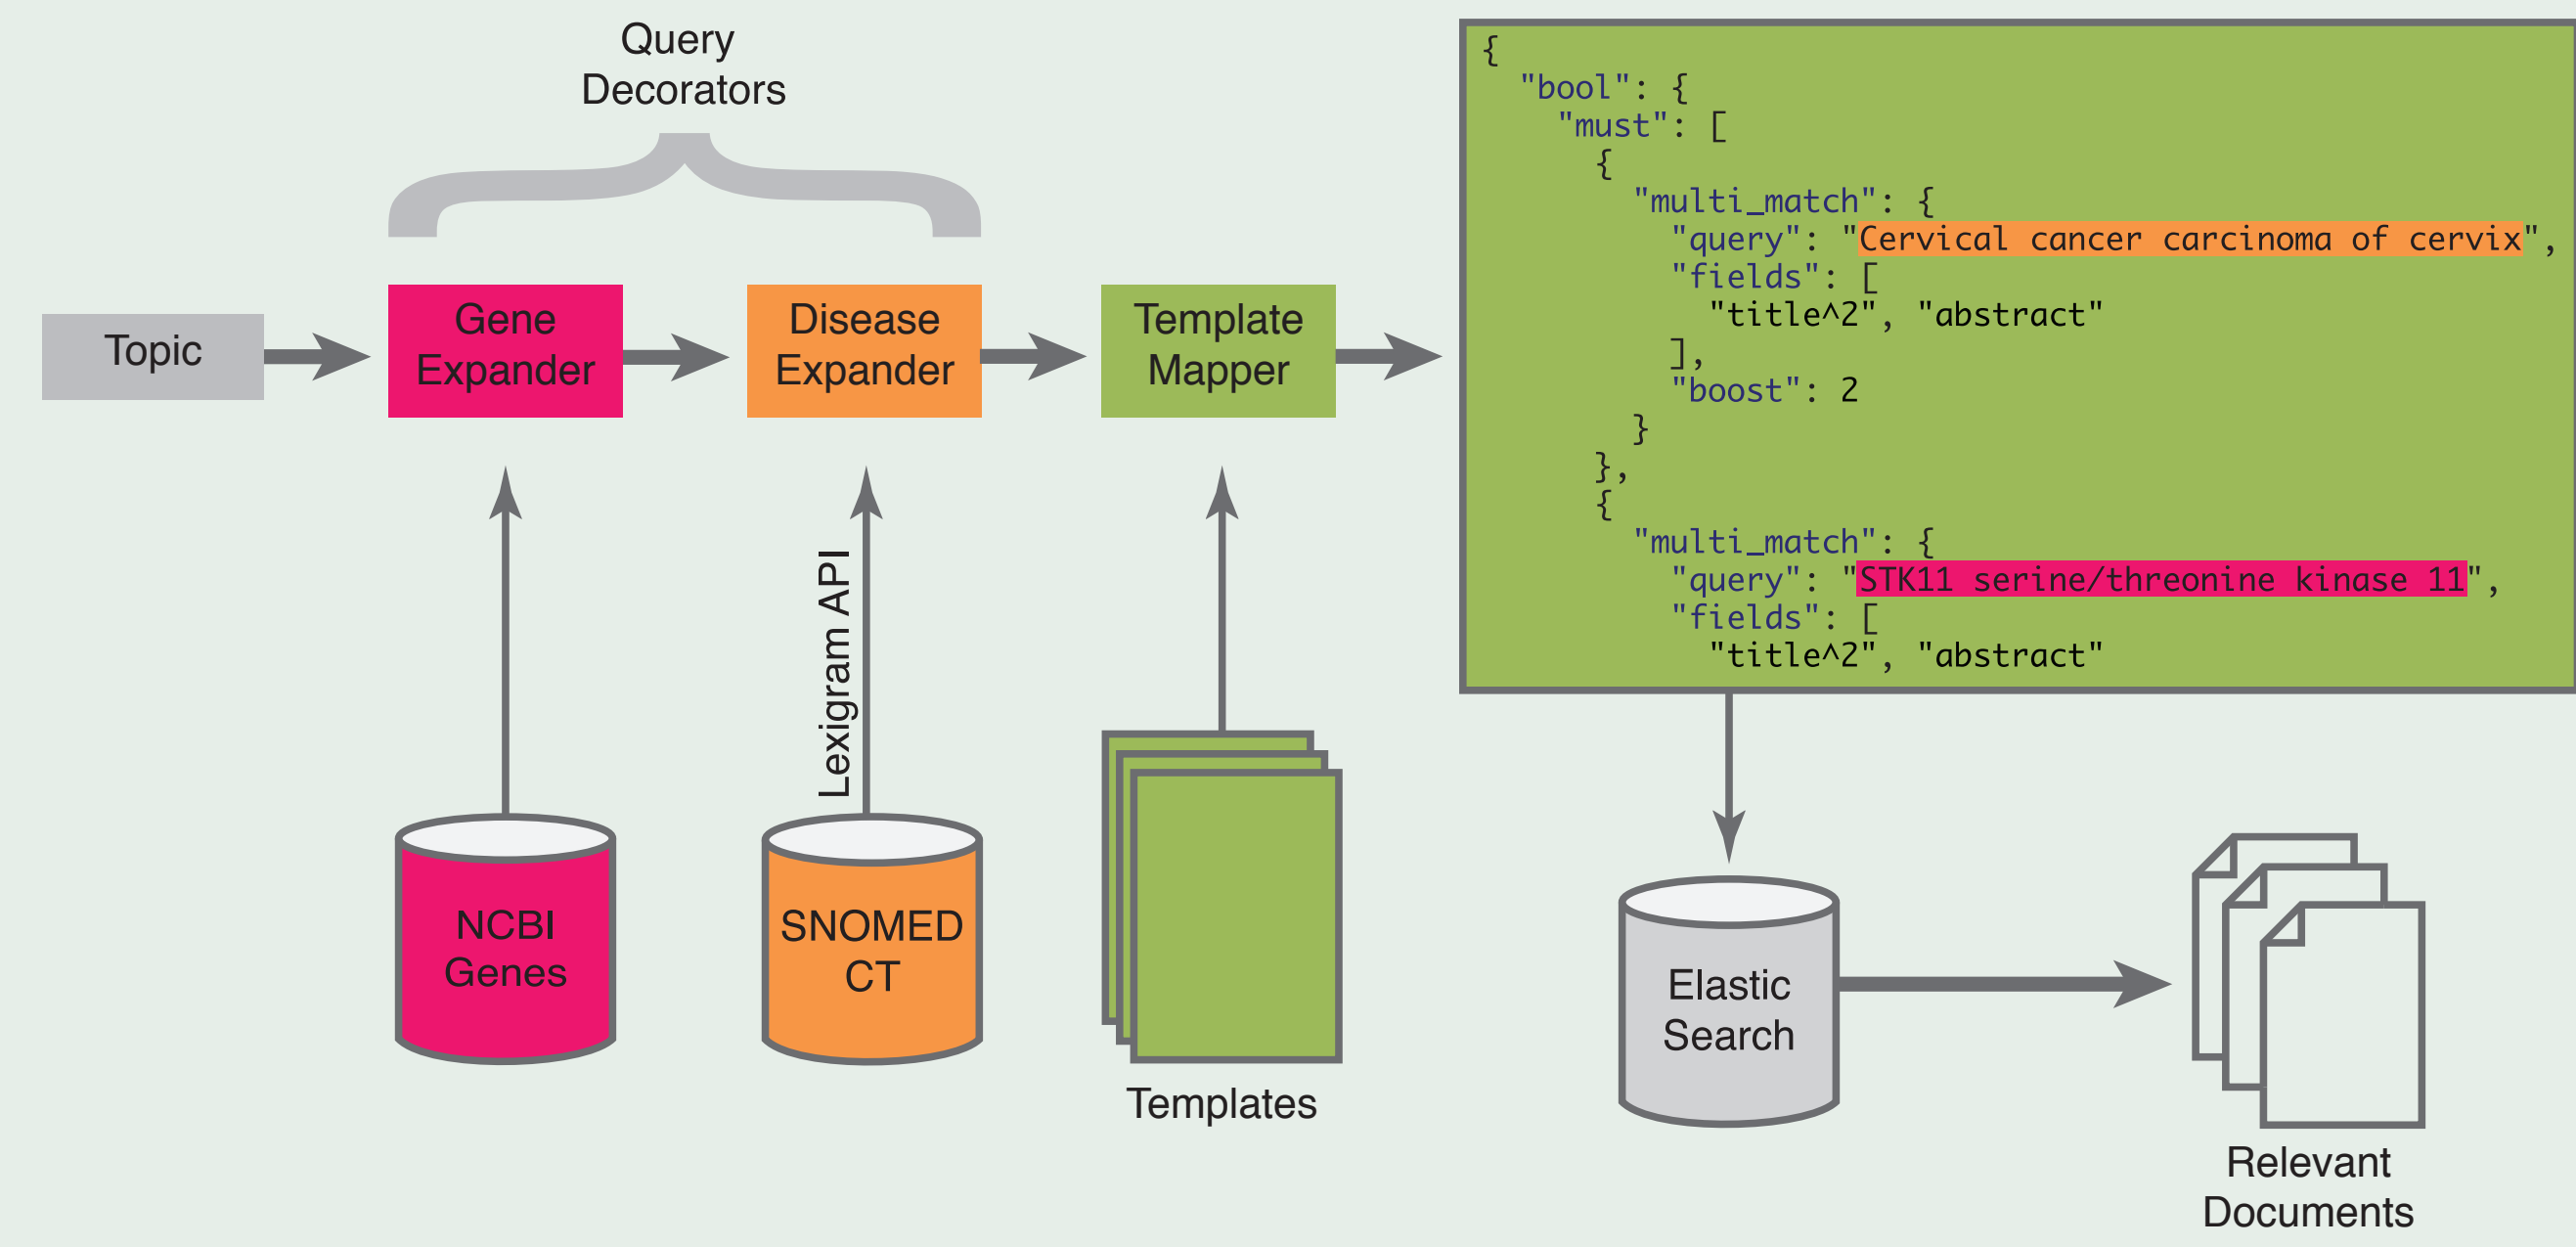 Query
Decorators
Topic
Gene
Expander
Disease
Expander
Template
Mapper
{
  "bool": {
    "must": [
      {
        "multi_match": {
          "query": "Cervical cancer carcinoma of cervix",
          "fields": [
            "title^2", "abstract"
          ],
          "boost": 2
        }
      },
      {
        "multi_match": {
          "query": "STK11 serine/threonine kinase 11",
          "fields": [
            "title^2", "abstract"
Lexigram API
NCBI
Genes
SNOMED
CT
Templates
Elastic
Search
Relevant
Documents